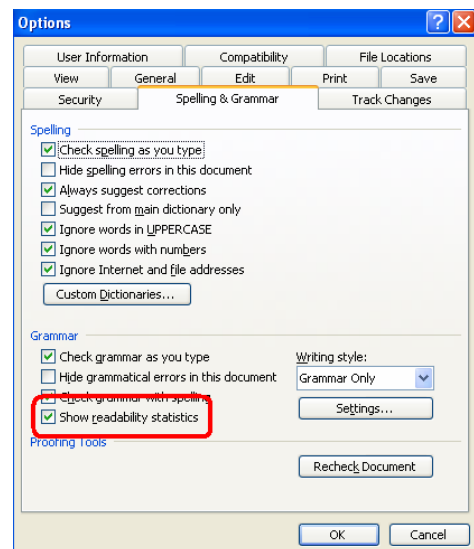 Options
User Information Compatibility File Locations
View General Edit Print Save
Security Spelling & Grammar Track Changes
Spelling
Check spelling as you type
Hide spelling errors in this document
Always suggest corrections
Suggest from main dictionary only
Ignore words in UPPERCASE
Ignore words with numbers
Ignore Internet and file addresses
Custom Dictionaries...
Grammar
Check grammar as you type Writing style:
Hide grammatical errors in this document Grammar Only
Check grammar with spelling
Show readability statistics Settings...
Proofing Tools
Recheck Document
OK Cancel